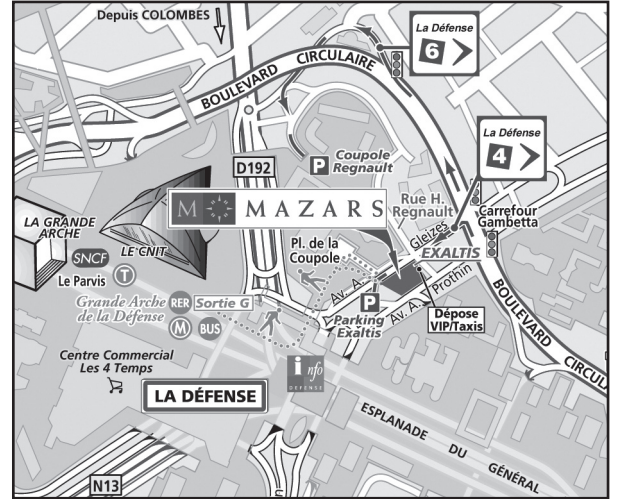 Depuis COLOMBES
La Défense
6
BOULEVARD CIRCULAIRE
La Défense
4
D192
P
Coupole
Regnault
Rue H.
Regnault
Carrefour
Gambetta
M MAZARS
LA GRANDE
ARCHE
LE CNIT
SNCF
Le Parvis
T
Pl. de la
Coupole
Av. A. Gleizes
EXALTIS
Grande Arche
de la Défense
RER
Sortie G
M
BUS
P
Parking
Exaltis
Av. A. Prothin
Dépose
VIP/Taxis
BOULEVARD CIRCUL
Centre Commercial
Les 4 Temps
info
DEFENSE
LA DÉFENSE
ESPLANADE DU GÉNÉRAL
N13